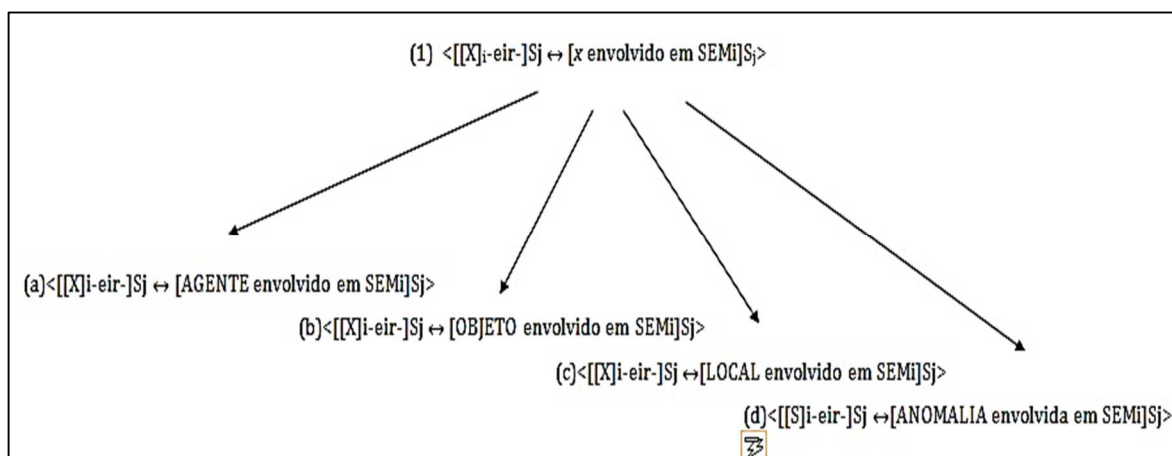 (1) <[[X]i-eir-]Sj ↔ [x envolvido em SEMi]Sj>
(a)<[[X]i-eir-]Sj ↔ [AGENTE envolvido em SEMi]Sj>
(b)<[[X]i-eir-]Sj ↔ [OBJETO envolvido em SEMi]Sj>
(c)<[[X]i-eir-]Sj ↔[LOCAL envolvido em SEMi]Sj>
(d)<[[S]i-eir-]Sj ↔[ANOMALIA envolvida em SEMi]Sj>